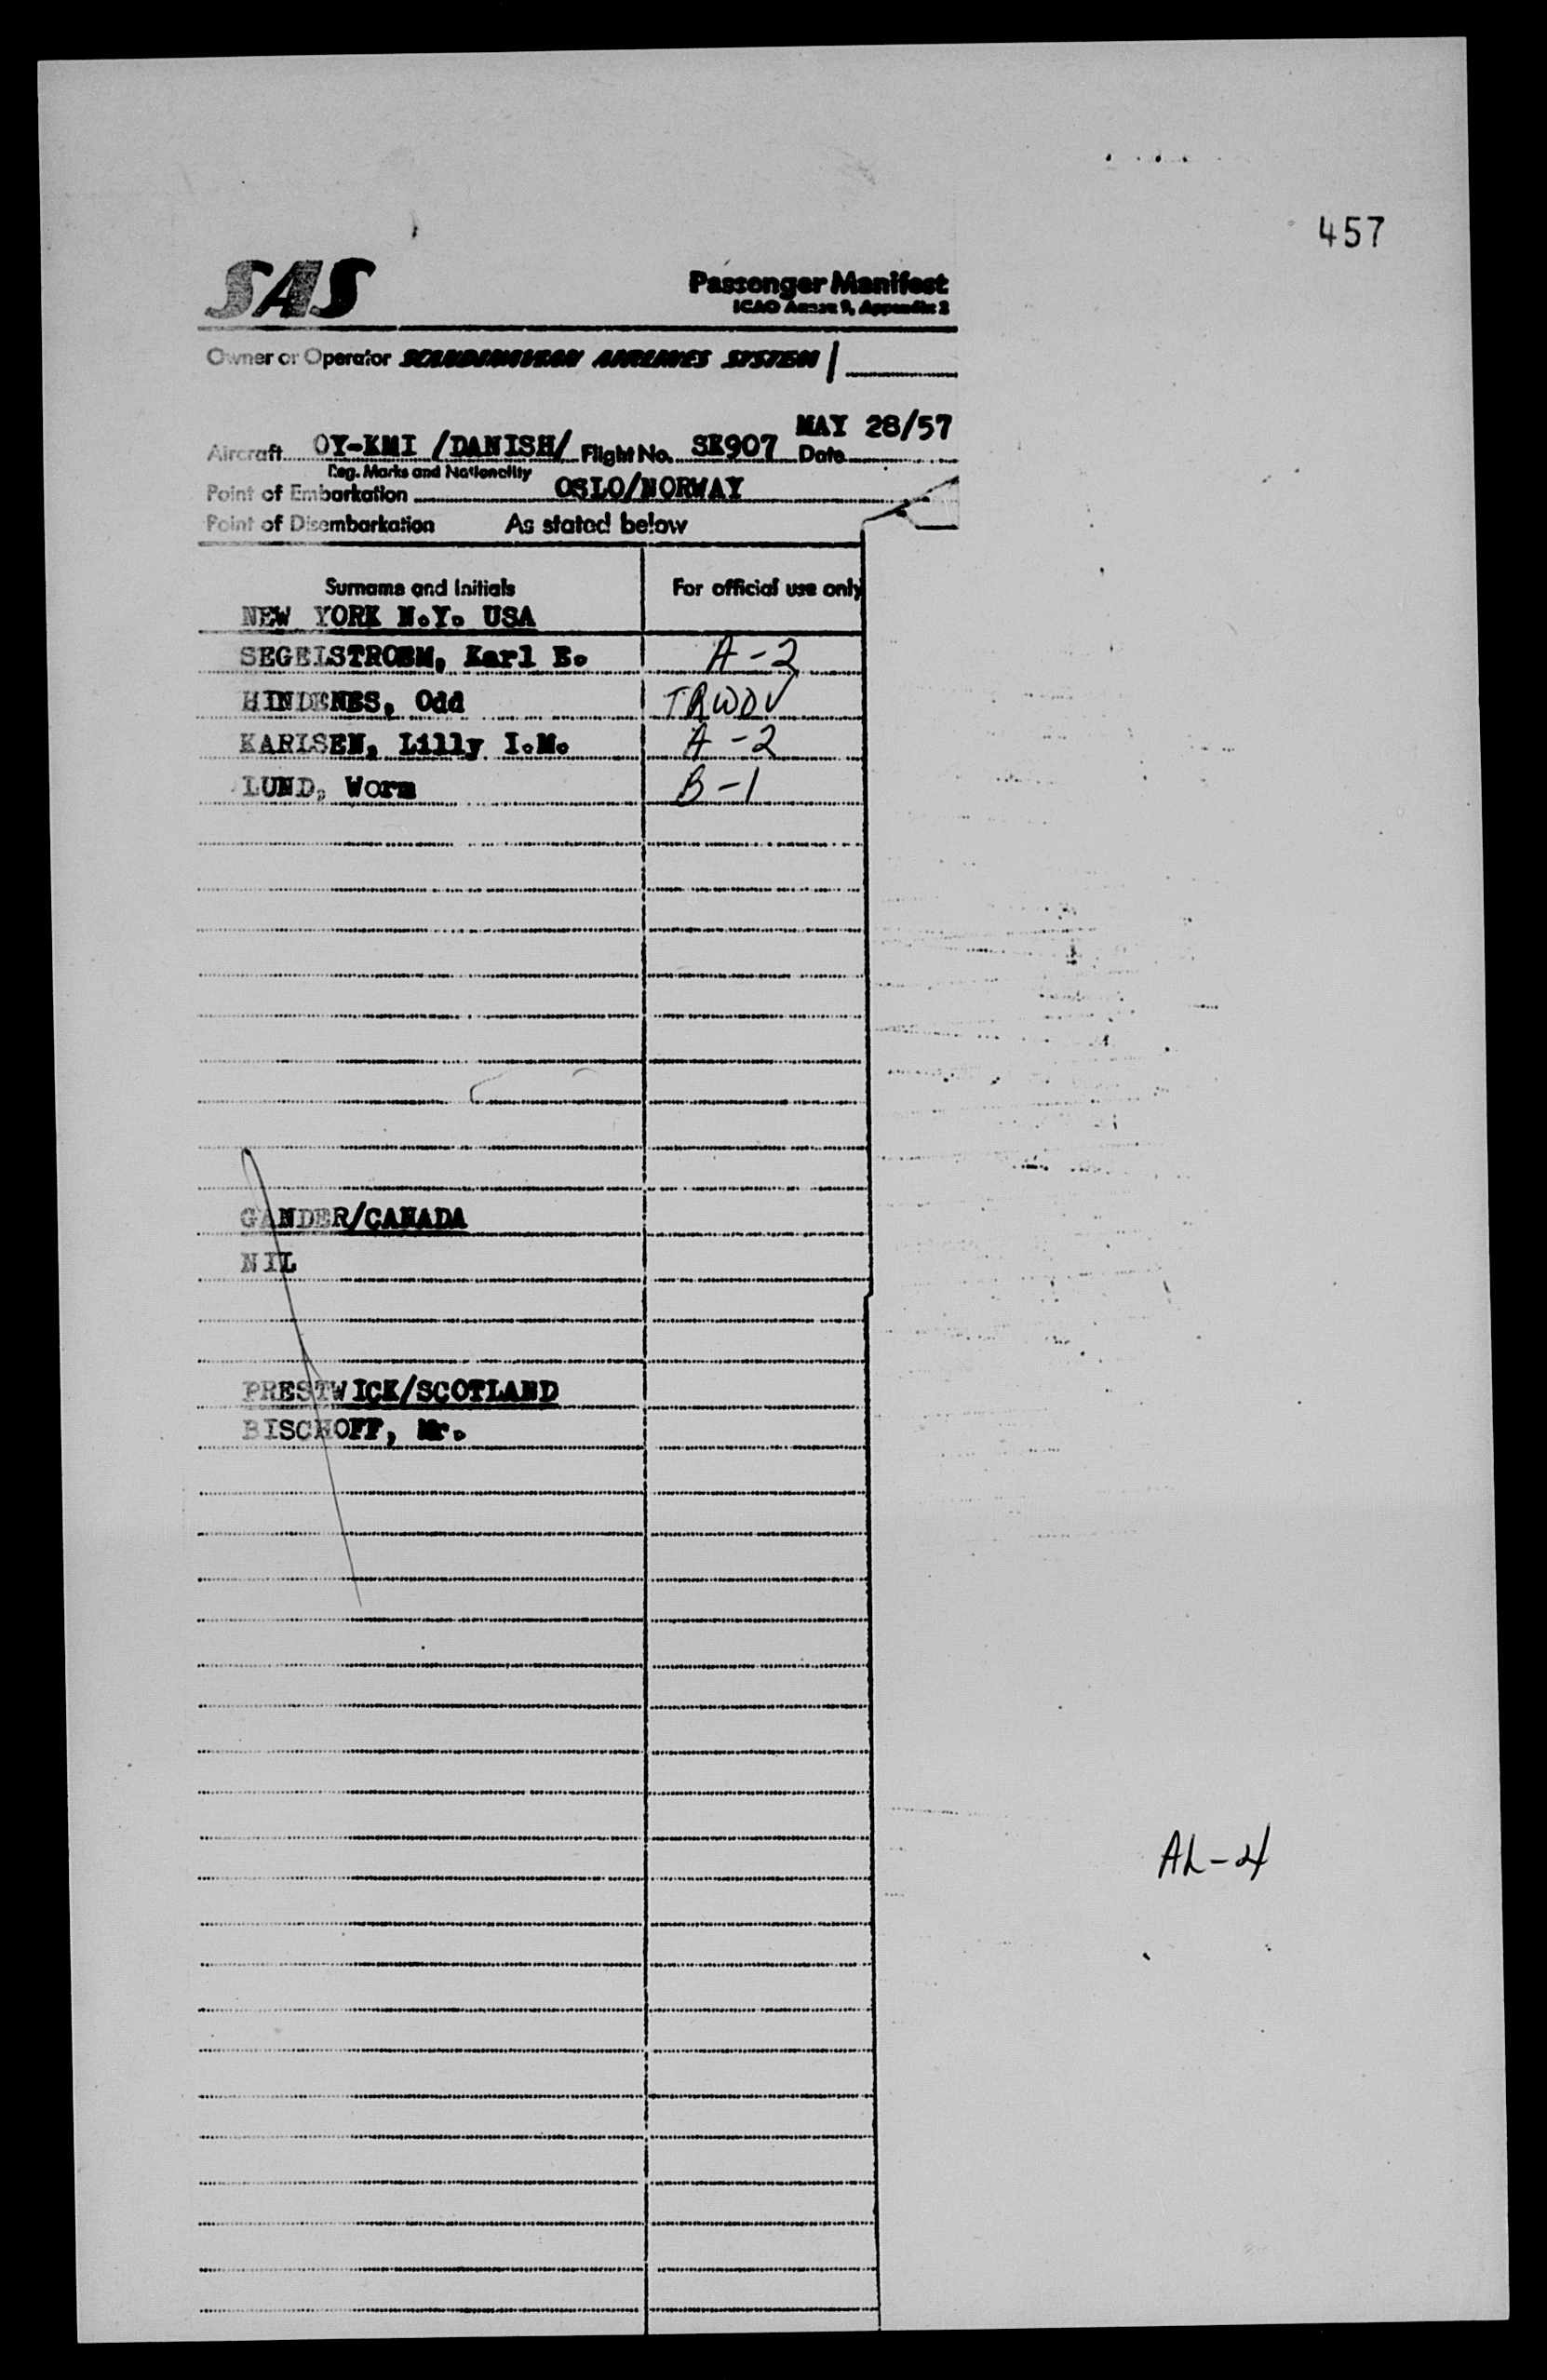 457
SAS
Passenger Manifest
ICAO Annex 9, Appendix 2
Owner or Operator SCANDINAVIAN AIRLINES SYSTEM
MAY 28/57
Aircraft OY-KMI /DANISH/ Flight No. SK907 Date
Reg. Marks and Nationality
Point of Embarkation OSLO/NORWAY
Point of Disembarkation As stated below
Surname and Initials For official use only
NEW YORK N.Y. USA
SEGELSTROEM, Karl E. A-2
HINDENES, Odd TRWOV
KARLSEN, Lilly I.M. A-2
LUND, Worm B-1
GANDER/CANADA
NIL
PRESTWICK/SCOTLAND
BISCHOFF, Mr.
AL-4